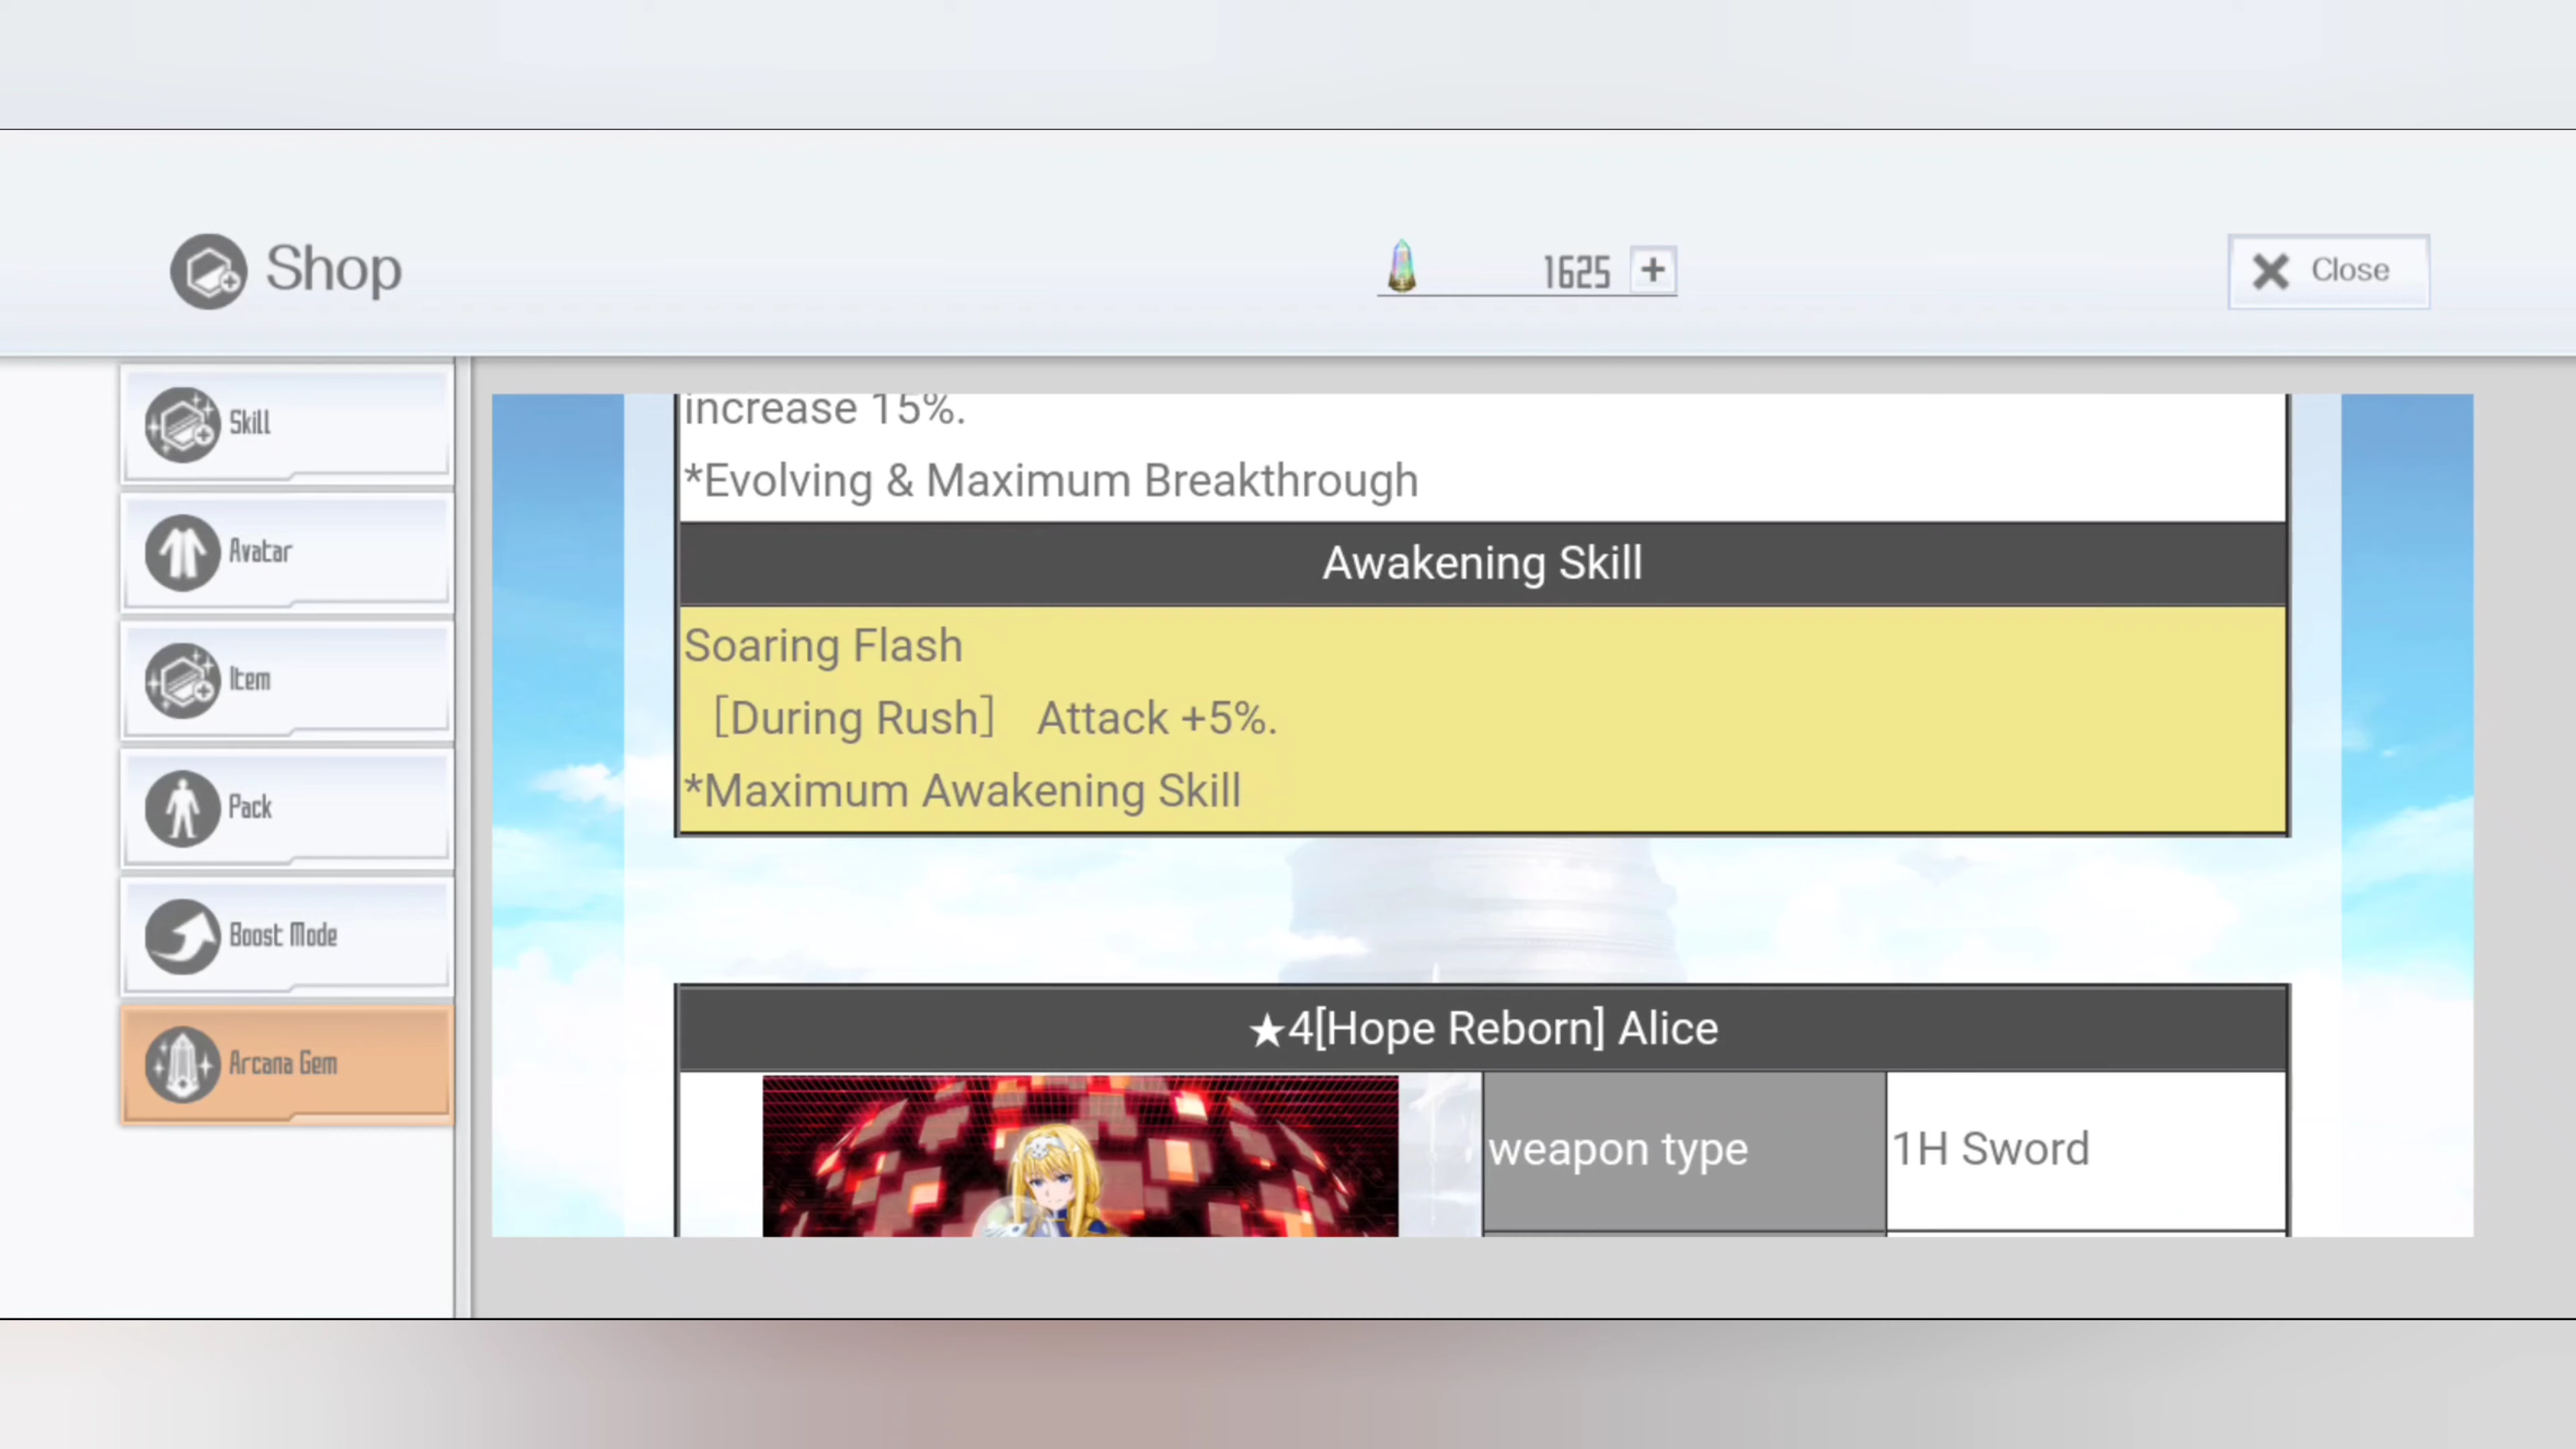 Shop
1625
Close
Skill
Avatar
Item
Pack
Boost Mode
Arcana Gem
increase 15%.
*Evolving & Maximum Breakthrough
Awakening Skill
Soaring Flash
［During Rush］ Attack +5%.
*Maximum Awakening Skill
★4[Hope Reborn] Alice
weapon type
1H Sword